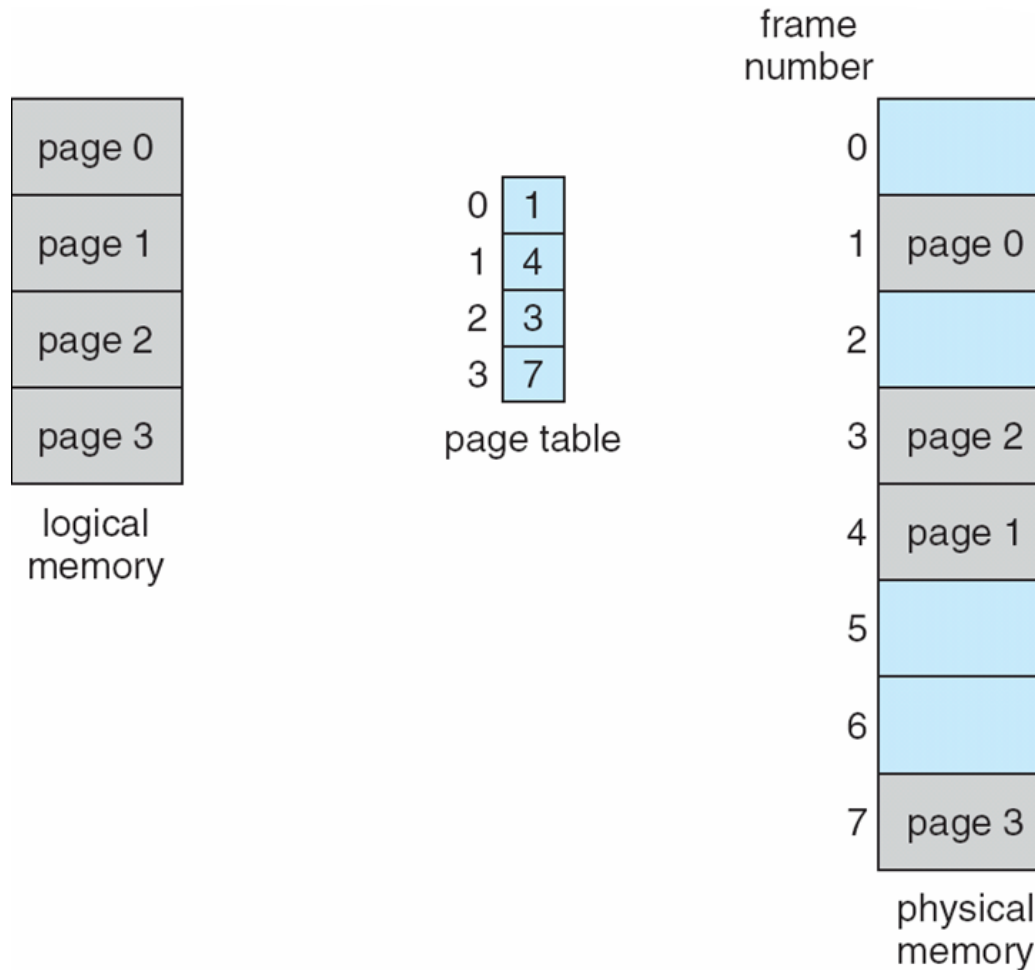 frame
number
page 0
page 1
page 2
page 3
logical
memory
0 1
1 4
2 3
3 7
page table
0
1 page 0
2
3 page 2
4 page 1
5
6
7 page 3
physical
memory